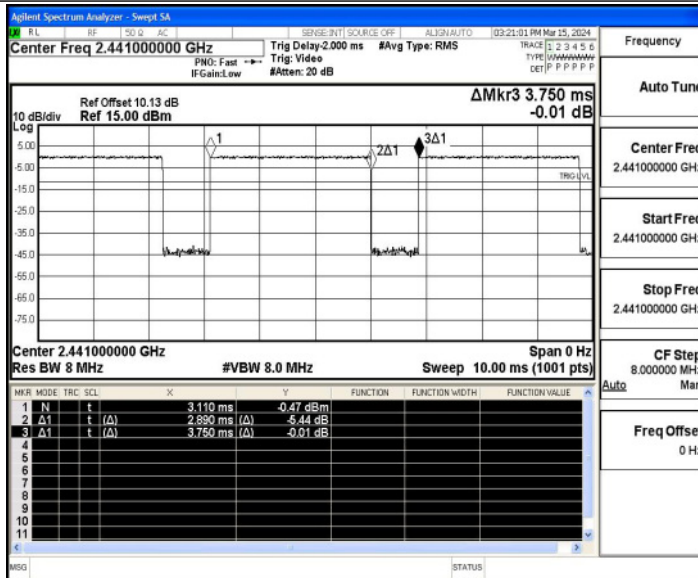 Agilent Spectrum Analyzer - Swept SA
RL RF 50 Ω AC SENSE:INT SOURCE OFF ALIGN AUTO 03:21:01 PM Mar 15, 2024
Center Freq 2.441000000 GHz
PNO: Fast
IFGain:Low
Trig Delay-2.000 ms #Avg Type: RMS
Trig: Video
#Atten: 20 dB
TRACE 1 2 3 4 5 6
TYPE WWWWWW
DET P P P P P P
ΔMkr3 3.750 ms
-0.01 dB
Ref Offset 10.13 dB
10 dB/div Ref 15.00 dBm
Log
1
2Δ1
3Δ1
TRIG LVL
5.00
-5.00
-15.0
-25.0
-35.0
-45.0
-55.0
-65.0
-75.0
Center 2.441000000 GHz Span 0 Hz
Res BW 8 MHz #VBW 8.0 MHz Sweep 10.00 ms (1001 pts)
MKR MODE TRC SCL X Y FUNCTION FUNCTION WIDTH FUNCTION VALUE
1 N t 3.110 ms -0.47 dBm
2 Δ1 t (Δ) 2.890 ms (Δ) -5.44 dB
3 Δ1 t (Δ) 3.750 ms (Δ) -0.01 dB
4
5
6
7
8
9
10
11
MSG STATUS
Frequency
Auto Tune
Center Freq
2.441000000 GHz
Start Freq
2.441000000 GHz
Stop Freq
2.441000000 GHz
CF Step
8.000000 MHz
Auto Man
Freq Offset
0 Hz